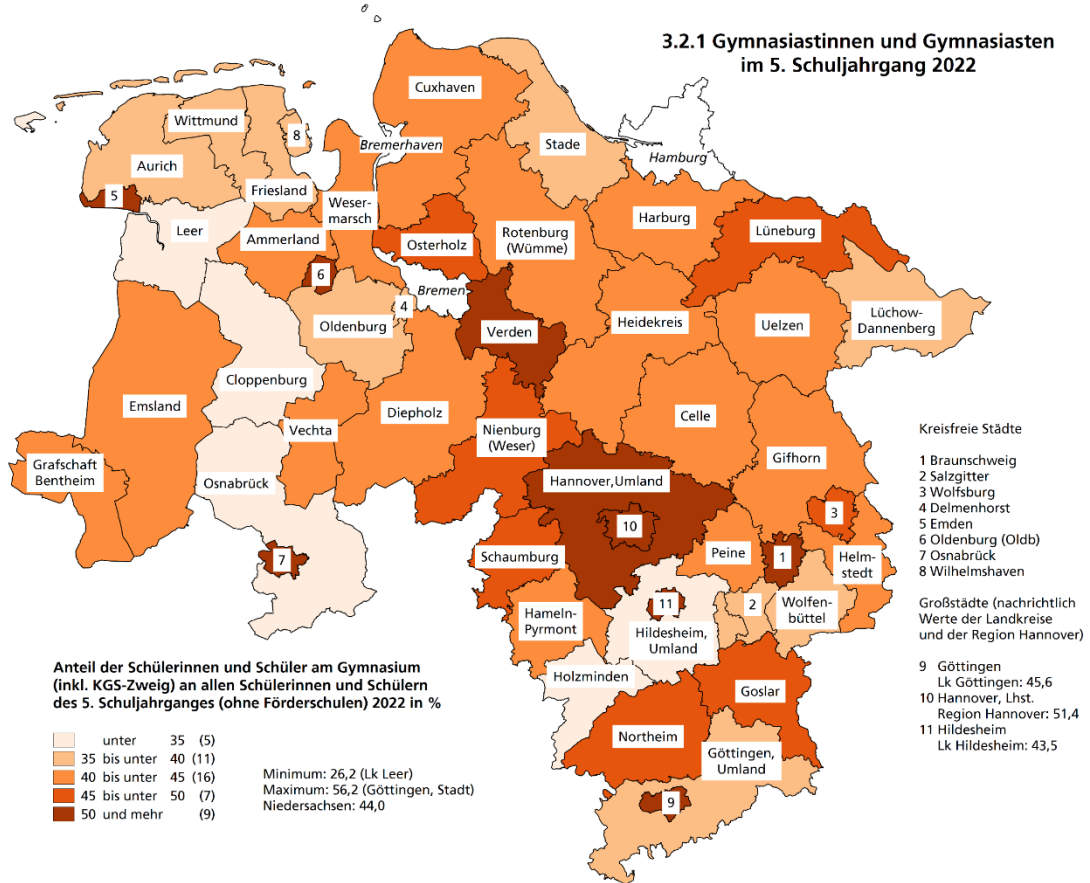 3.2.1 Gymnasiastinnen und Gymnasiasten
im 5. Schuljahrgang 2022
Cuxhaven
Wittmund
8
Bremerhaven
Stade
Hamburg
Aurich
5
Friesland
Weser-
marsch
Leer
Ammerland
Osterholz
Rotenburg
(Wümme)
Harburg
Lüneburg
6
Bremen
4
Oldenburg
Verden
Heidekreis
Uelzen
Lüchow-
Dannenberg
Cloppenburg
Emsland
Diepholz
Celle
Vechta
Nienburg
(Weser)
Gifhorn
Grafschaft
Bentheim
Osnabrück
Hannover,Umland
10
3
7
Schaumburg
Peine
1
Helm-
stedt
Hameln-
Pyrmont
11
2
Wolfen-
büttel
Hildesheim,
Umland
Holzminden
Goslar
Northeim
Göttingen,
Umland
9
Kreisfreie Städte
1 Braunschweig
2 Salzgitter
3 Wolfsburg
4 Delmenhorst
5 Emden
6 Oldenburg (Oldb)
7 Osnabrück
8 Wilhelmshaven
Großstädte (nachrichtlich
Werte der Landkreise
und der Region Hannover)
9 Göttingen
Lk Göttingen: 45,6
10 Hannover, Lhst.
Region Hannover: 51,4
11 Hildesheim
Lk Hildesheim: 43,5
Anteil der Schülerinnen und Schüler am Gymnasium
(inkl. KGS-Zweig) an allen Schülerinnen und Schülern
des 5. Schuljahrganges (ohne Förderschulen) 2022 in %
unter 35 (5)
35 bis unter 40 (11)
40 bis unter 45 (16)
45 bis unter 50 (7)
50 und mehr (9)
Minimum: 26,2 (Lk Leer)
Maximum: 56,2 (Göttingen, Stadt)
Niedersachsen: 44,0